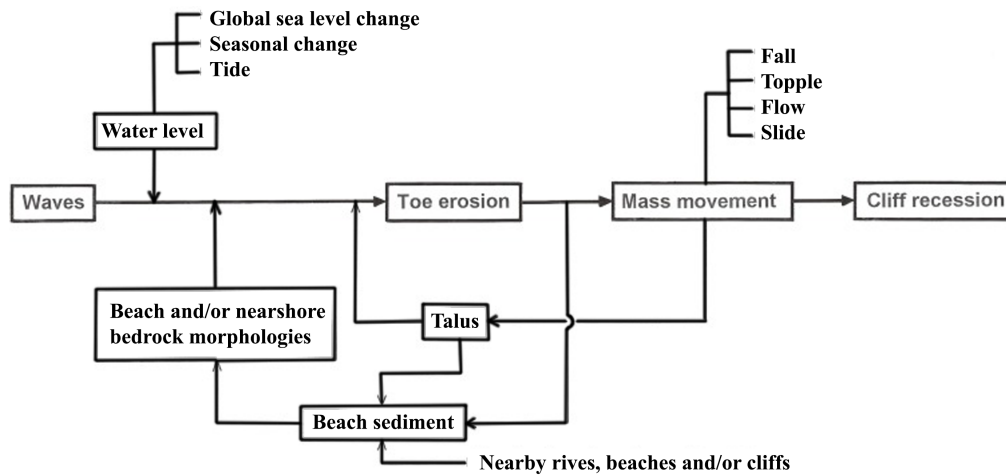 Global sea level change
Seasonal change
Tide
Fall
Topple
Flow
Slide
Water level
Waves
Toe erosion
Mass movement
Cliff recession
Beach and/or nearshore
bedrock morphologies
Talus
Beach sediment
Nearby rives, beaches and/or cliffs